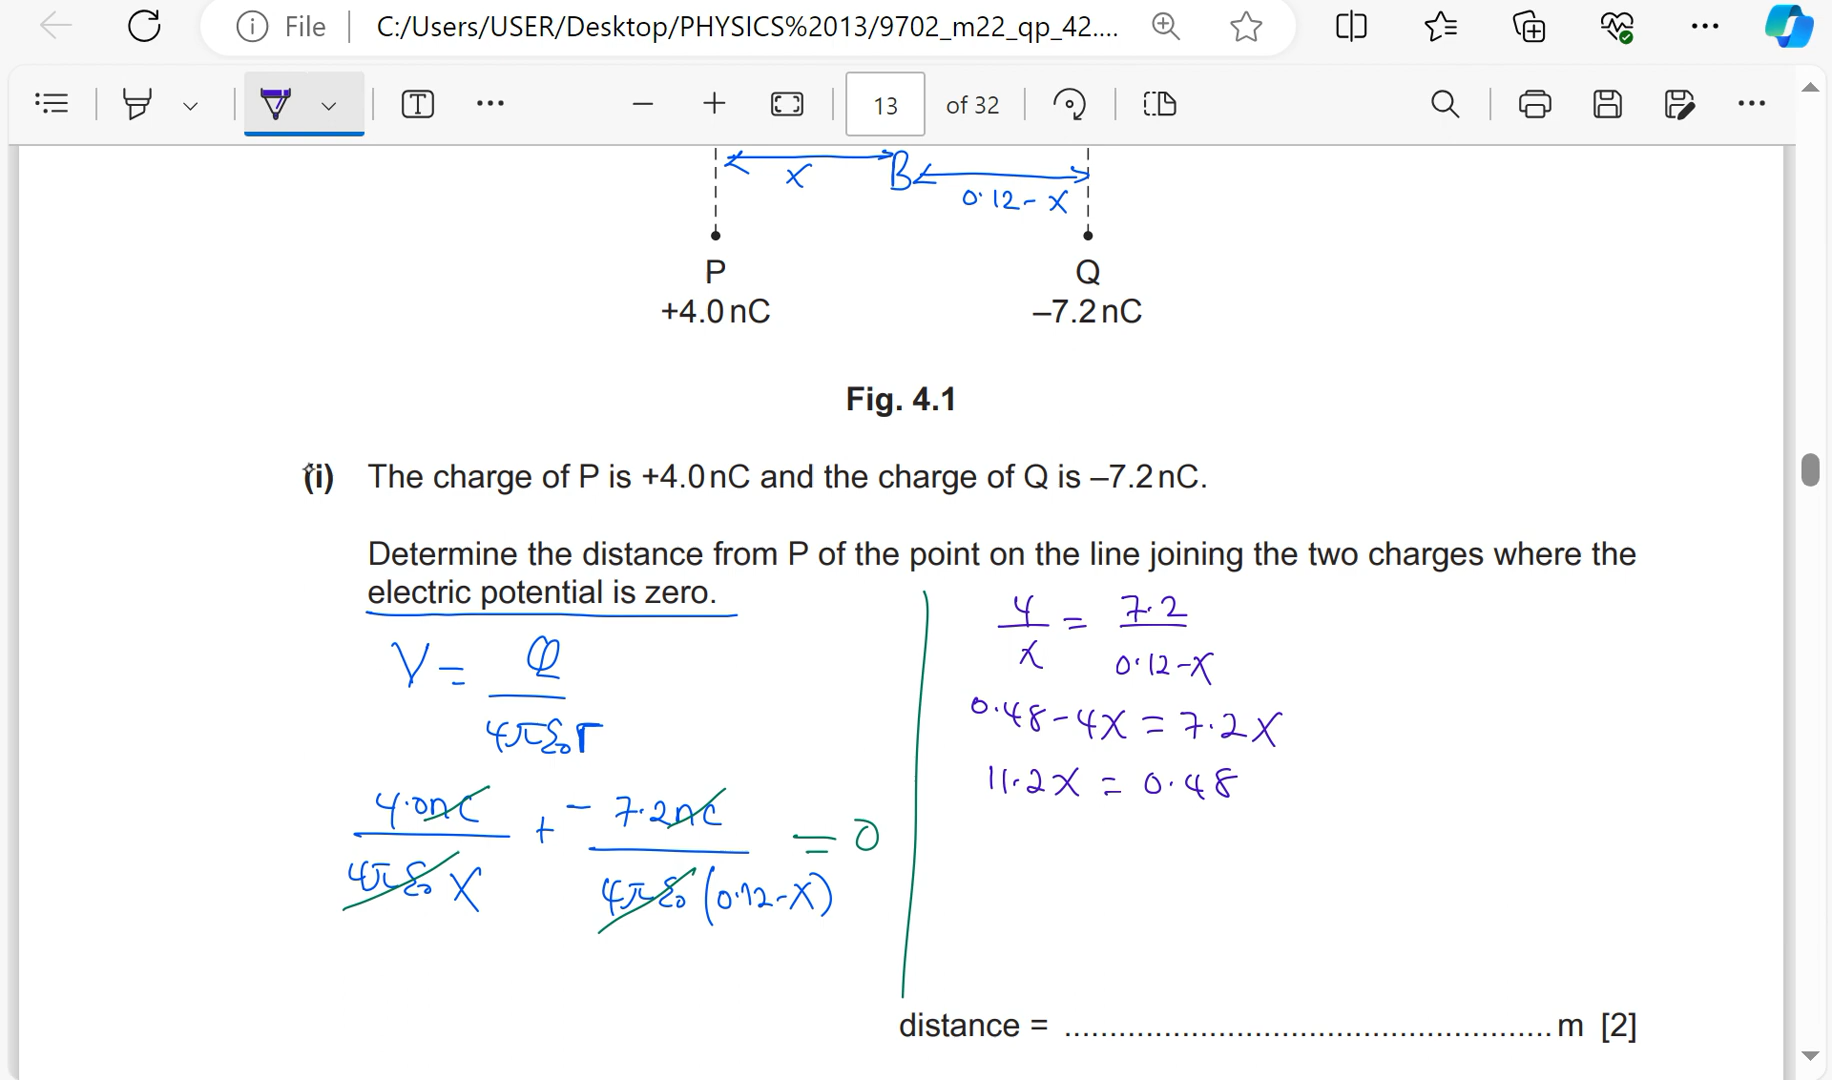 File
C:/Users/USER/Desktop/PHYSICS%2013/9702_m22_qp_42....
13 of 32
x B 0.12-x
P Q
+4.0 nC –7.2 nC
Fig. 4.1
(i) The charge of P is +4.0 nC and the charge of Q is –7.2 nC.
Determine the distance from P of the point on the line joining the two charges where the
electric potential is zero.
V = Q / 4πε₀r
4.0nC / 4πε₀ x + - 7.2nC / 4πε₀ (0.12-x) = 0
4 / x = 7.2 / 0.12-x
0.48-4x = 7.2x
11.2x = 0.48
distance = ...................................................... m [2]